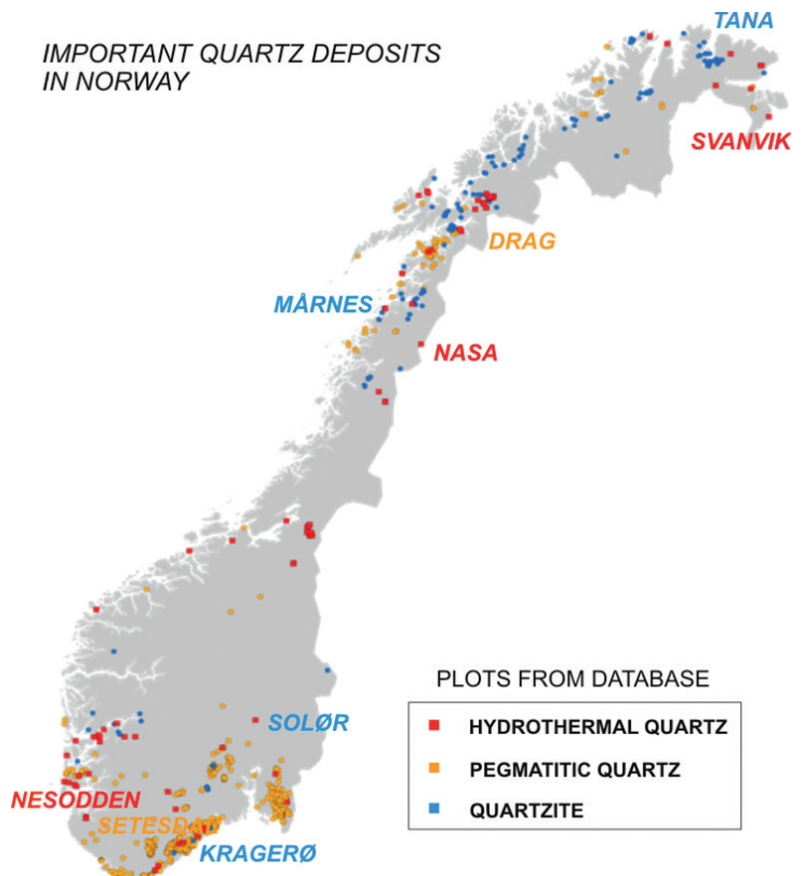 TANA
IMPORTANT QUARTZ DEPOSITS
IN NORWAY
SVANVIK
DRAG
MÅRNES
NASA
PLOTS FROM DATABASE
SOLØR
HYDROTHERMAL QUARTZ
PEGMATITIC QUARTZ
NESODDEN
QUARTZITE
SETESDAL
KRAGERØ